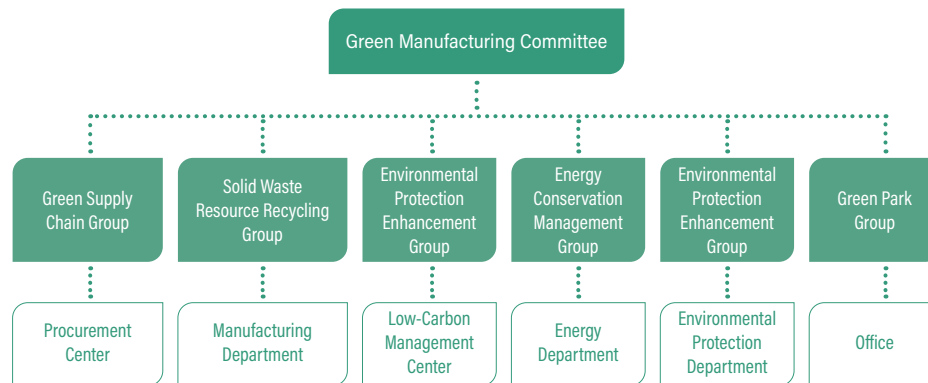 Green Manufacturing Committee
Green Supply
Chain Group
Solid Waste
Resource Recycling
Group
Environmental
Protection
Enhancement
Group
Energy
Conservation
Management
Group
Environmental
Protection
Enhancement
Group
Green Park
Group
Procurement
Center
Manufacturing
Department
Low-Carbon
Management
Center
Energy
Department
Environmental
Protection
Department
Office